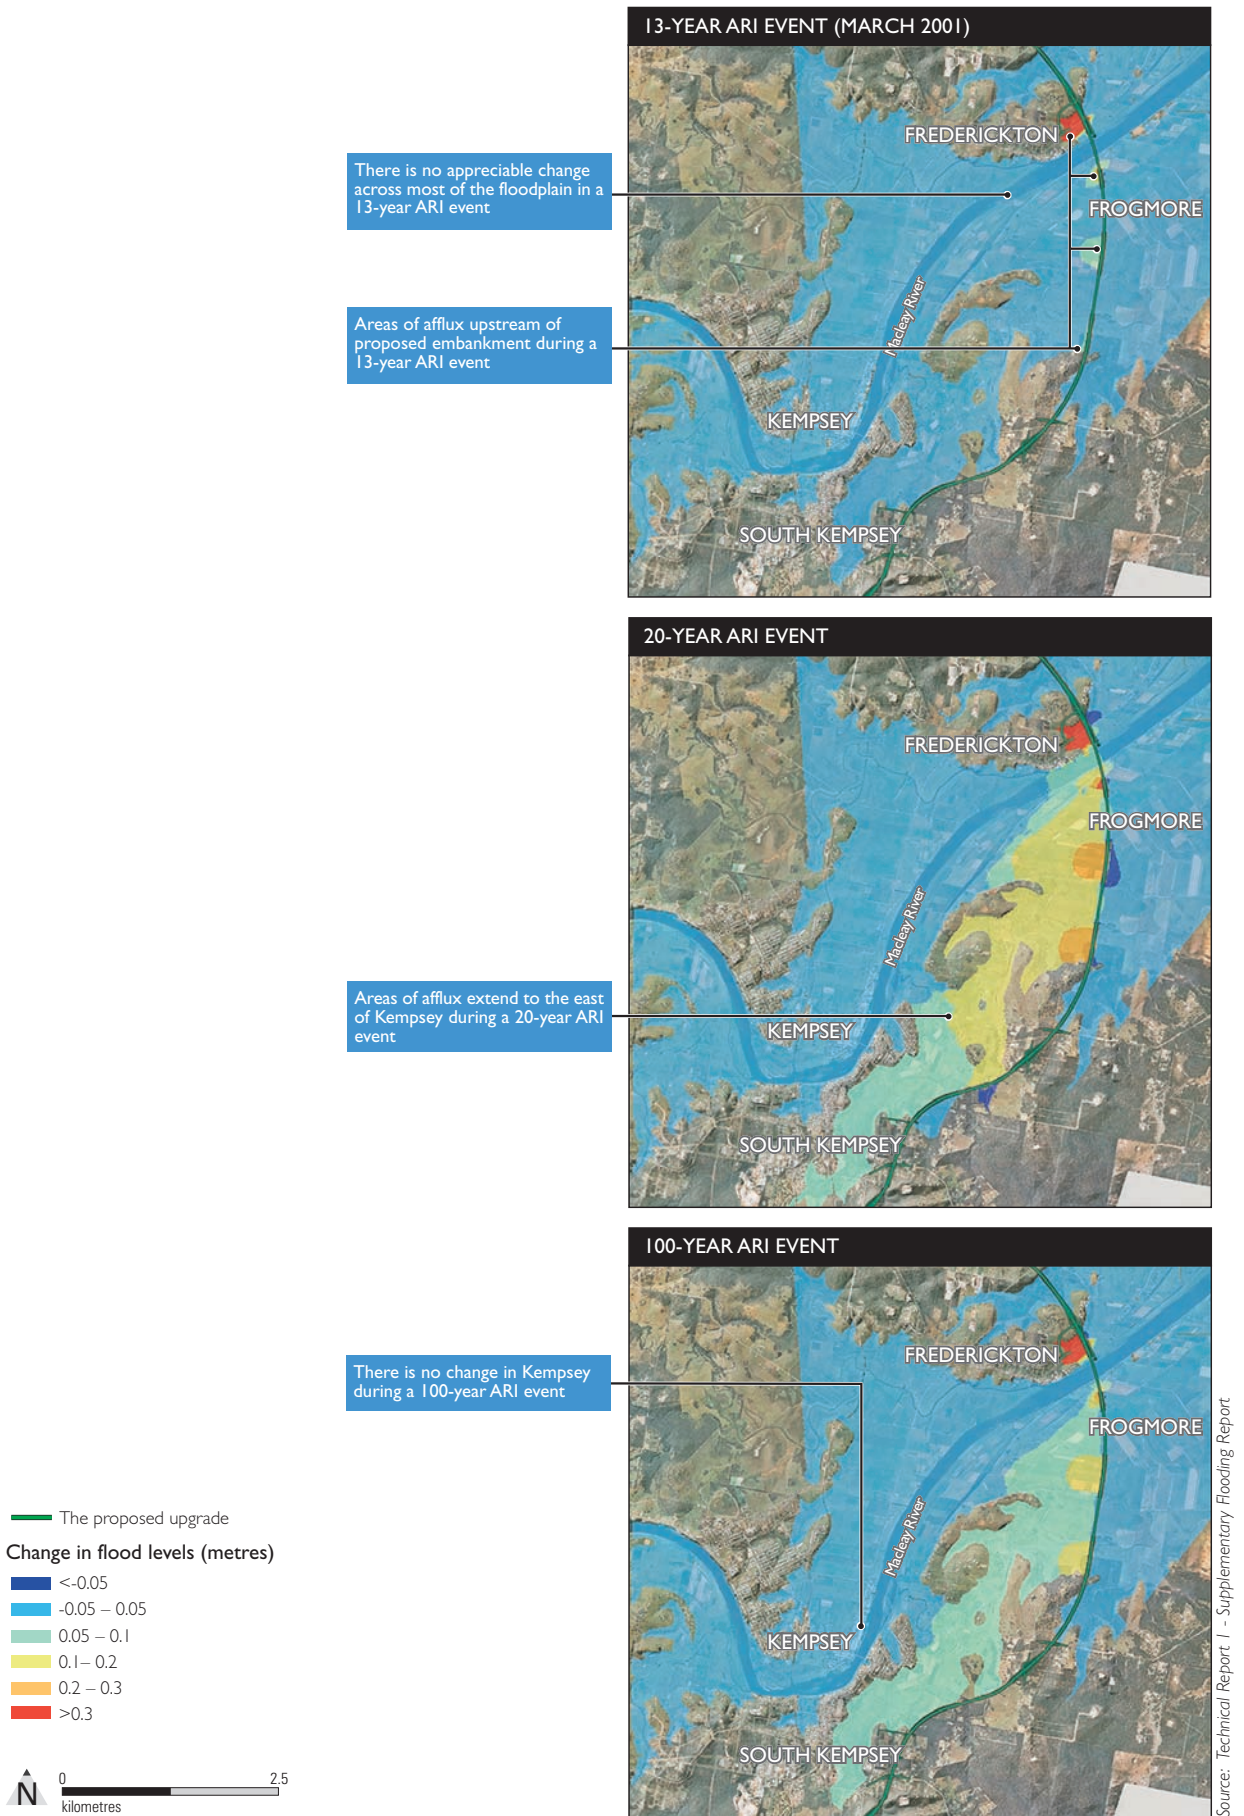 13-YEAR ARI EVENT (MARCH 2001)
FREDERICKTON
There is no appreciable change
across most of the floodplain in a
13-year ARI event
FROGMORE
Macleay River
Areas of afflux upstream of
proposed embankment during a
13-year ARI event
KEMPSEY
SOUTH KEMPSEY
20-YEAR ARI EVENT
FREDERICKTON
FROGMORE
Macleay River
Areas of afflux extend to the east
of Kempsey during a 20-year ARI
event
KEMPSEY
SOUTH KEMPSEY
100-YEAR ARI EVENT
FREDERICKTON
There is no change in Kempsey
during a 100-year ARI event
FROGMORE
Macleay River
KEMPSEY
SOUTH KEMPSEY
The proposed upgrade
Change in flood levels (metres)
<-0.05
-0.05 – 0.05
0.05 – 0.1
0.1– 0.2
0.2 – 0.3
>0.3
N
0 2.5
kilometres
Source: Technical Report 1 - Supplementary Flooding Report